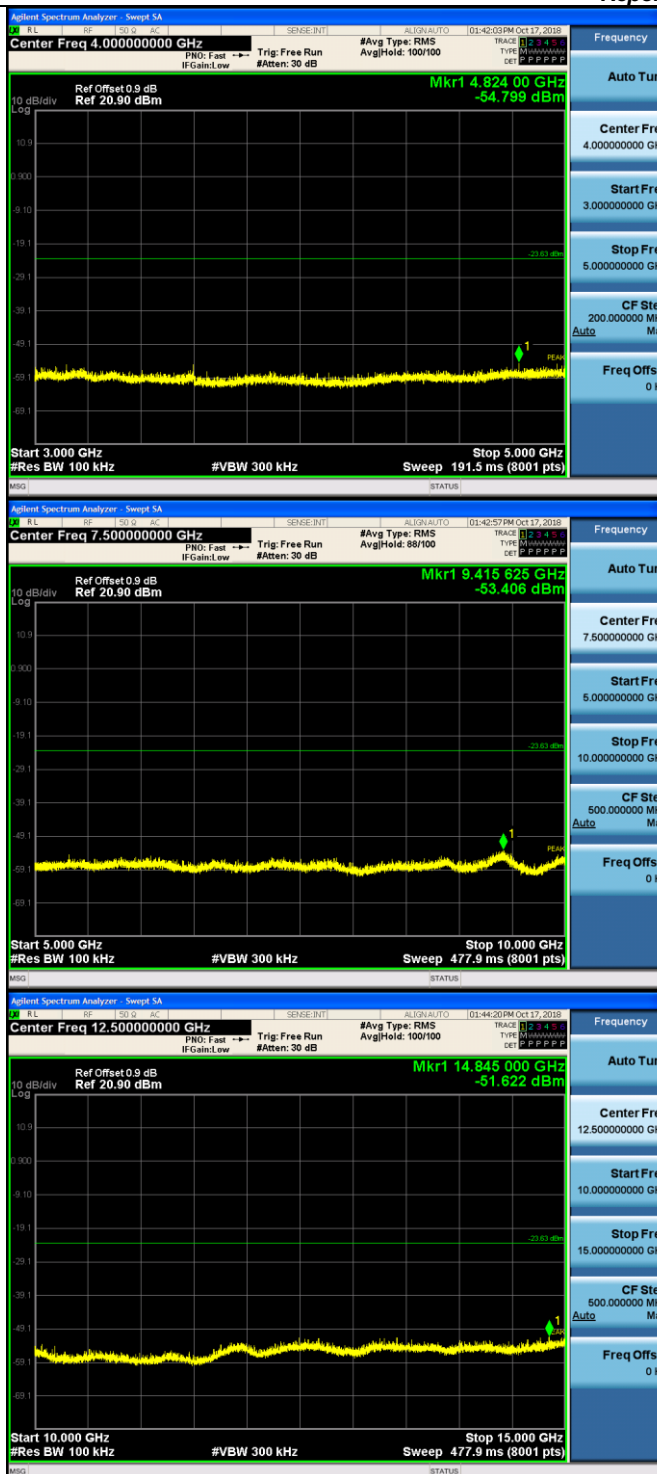 Agilent Spectrum Analyzer - Swept SA
RL RF 50 Ω AC SENSE:INT ALIGN AUTO 01:42:03 PM Oct 17, 2018
Center Freq 4.000000000 GHz
PNO: Fast
IFGain:Low
Trig: Free Run
#Atten: 30 dB
#Avg Type: RMS
Avg|Hold: 100/100
TRACE 1 2 3 4 5 6
TYPE M
DET P P P P P P
Frequency
Mkr1 4.824 00 GHz
-54.799 dBm
Ref Offset 0.9 dB
10 dB/div Ref 20.90 dBm
Log
10.9
0.900
-9.10
-19.1
-29.1
-39.1
-49.1
-59.1
-69.1
-23.63 dBm
1
PEAK
Start 3.000 GHz Stop 5.000 GHz
#Res BW 100 kHz #VBW 300 kHz Sweep 191.5 ms (8001 pts)
MSG STATUS
Auto Tun
Center Fre
4.000000000 GH
Start Fre
3.000000000 GH
Stop Fre
5.000000000 GH
CF Ste
200.000000 MH
Auto Ma
Freq Offs
0 H
Agilent Spectrum Analyzer - Swept SA
RL RF 50 Ω AC SENSE:INT ALIGN AUTO 01:42:57 PM Oct 17, 2018
Center Freq 7.500000000 GHz
PNO: Fast
IFGain:Low
Trig: Free Run
#Atten: 30 dB
#Avg Type: RMS
Avg|Hold: 88/100
TRACE 1 2 3 4 5 6
TYPE M
DET P P P P P P
Frequency
Mkr1 9.415 625 GHz
-53.406 dBm
Ref Offset 0.9 dB
10 dB/div Ref 20.90 dBm
Log
10.9
0.900
-9.10
-19.1
-29.1
-39.1
-49.1
-59.1
-69.1
-23.63 dBm
1
PEAK
Start 5.000 GHz Stop 10.000 GHz
#Res BW 100 kHz #VBW 300 kHz Sweep 477.9 ms (8001 pts)
MSG STATUS
Auto Tun
Center Fre
7.500000000 GH
Start Fre
5.000000000 GH
Stop Fre
10.000000000 GH
CF Ste
500.000000 MH
Auto Ma
Freq Offs
0 H
Agilent Spectrum Analyzer - Swept SA
RL RF 50 Ω AC SENSE:INT ALIGN AUTO 01:44:20 PM Oct 17, 2018
Center Freq 12.500000000 GHz
PNO: Fast
IFGain:Low
Trig: Free Run
#Atten: 30 dB
#Avg Type: RMS
Avg|Hold: 100/100
TRACE 1 2 3 4 5 6
TYPE M
DET P P P P P P
Frequency
Mkr1 14.845 000 GHz
-51.622 dBm
Ref Offset 0.9 dB
10 dB/div Ref 20.90 dBm
Log
10.9
0.900
-9.10
-19.1
-29.1
-39.1
-49.1
-59.1
-69.1
-23.63 dBm
1
Start 10.000 GHz Stop 15.000 GHz
#Res BW 100 kHz #VBW 300 kHz Sweep 477.9 ms (8001 pts)
MSG STATUS
Auto Tun
Center Fre
12.500000000 GH
Start Fre
10.000000000 GH
Stop Fre
15.000000000 GH
CF Ste
500.000000 MH
Auto Ma
Freq Offs
0 H